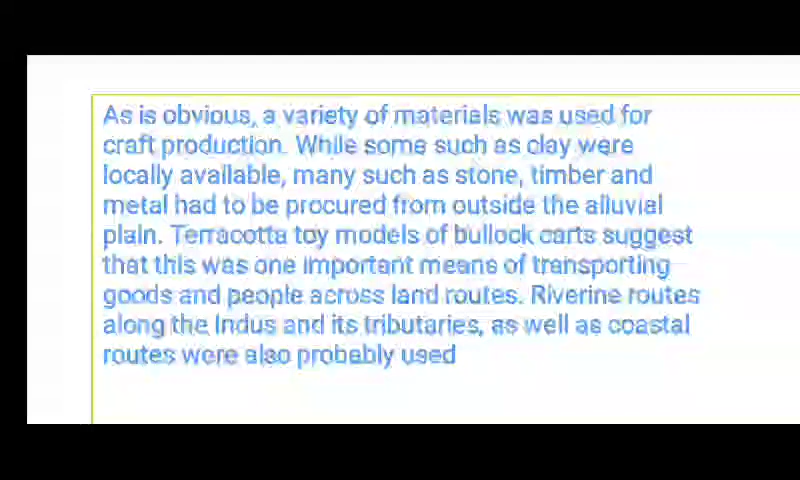 As is obvious, a variety of materials was used for
craft production. While some such as clay were
locally available, many such as stone, timber and
metal had to be procured from outside the alluvial
plain. Terracotta toy models of bullock carts suggest
that this was one important means of transporting
goods and people across land routes. Riverine routes
along the Indus and its tributaries, as well as coastal
routes were also probably used